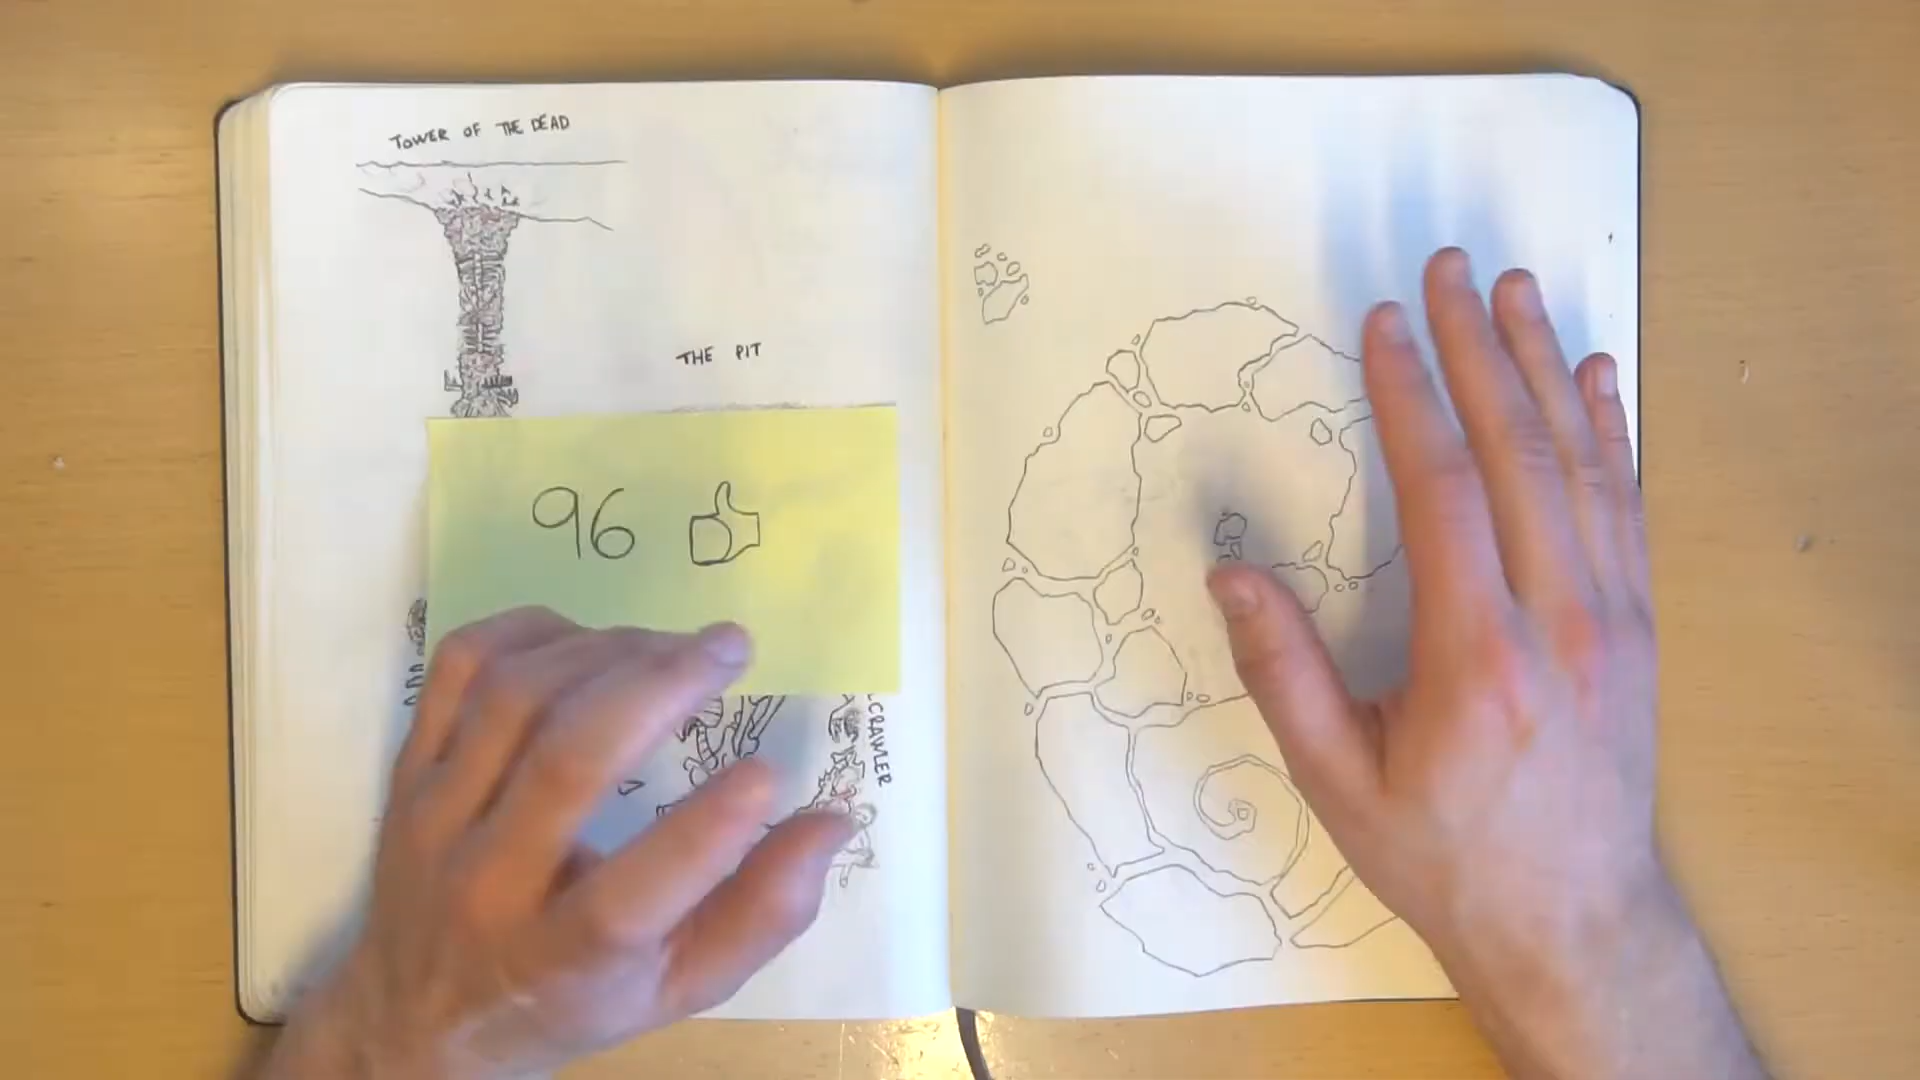 TOWER OF THE DEAD
THE PIT
96
CRAWLER